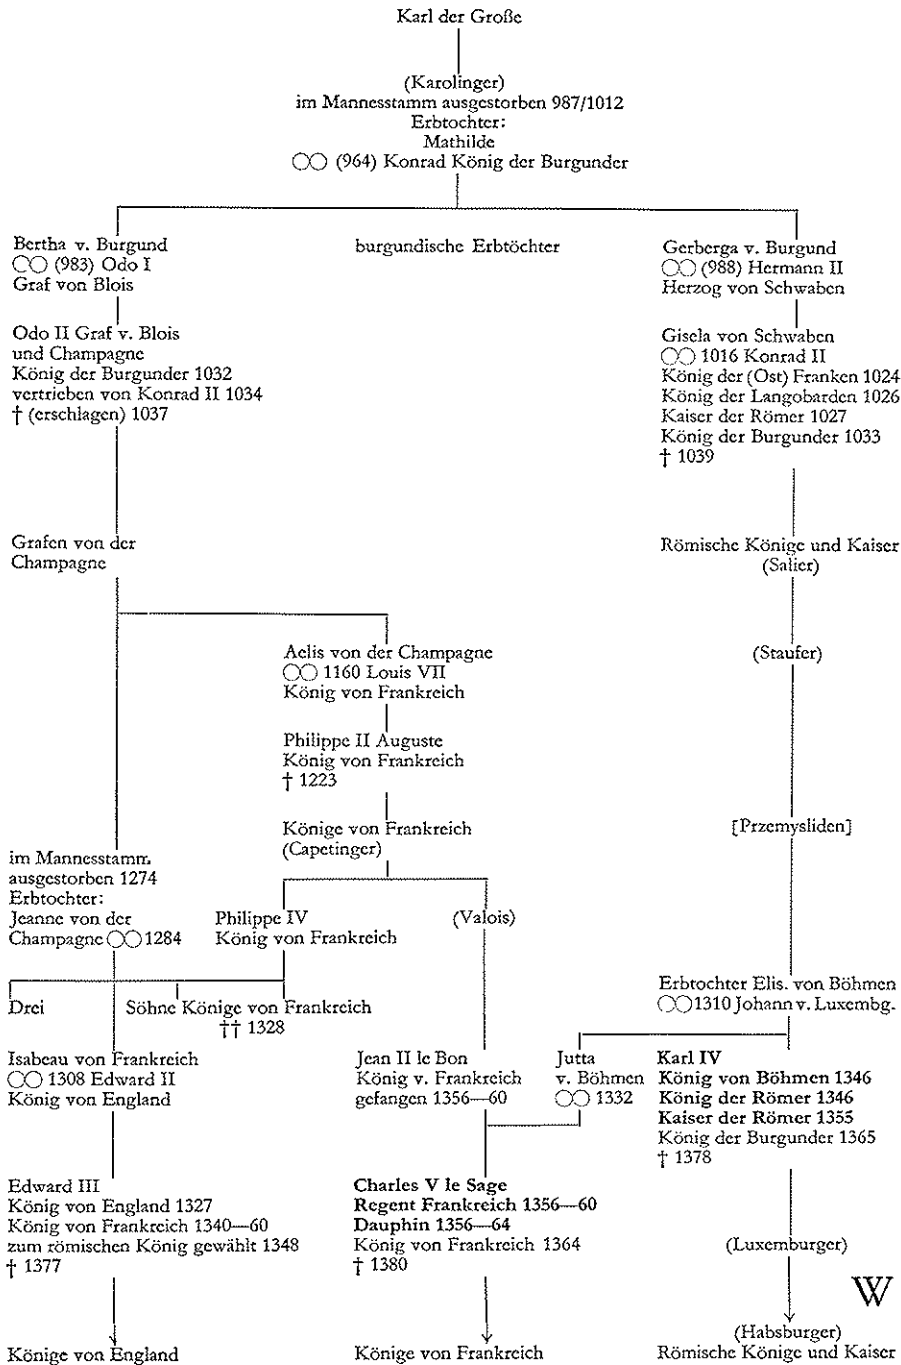 Karl der Große
(Karolinger)
im Mannesstamm ausgestorben 987/1012
Erbtochter:
Mathilde
○○ (964) Konrad König der Burgunder
Bertha v. Burgund
○○ (983) Odo I
Graf von Blois
burgundische Erbtöchter
Gerberga v. Burgund
○○ (988) Hermann II
Herzog von Schwaben
Odo II Graf v. Blois
und Champagne
König der Burgunder 1032
vertrieben von Konrad II 1034
† (erschlagen) 1037
Gisela von Schwaben
○○ 1016 Konrad II
König der (Ost) Franken 1024
König der Langobarden 1026
Kaiser der Römer 1027
König der Burgunder 1033
† 1039
Grafen von der
Champagne
Römische Könige und Kaiser
(Salier)
Aelis von der Champagne
○○ 1160 Louis VII
König von Frankreich
(Staufer)
Philippe II Auguste
König von Frankreich
† 1223
Könige von Frankreich
(Capetinger)
[Przemysliden]
im Mannesstamm
ausgestorben 1274
Erbtochter:
Jeanne von der
Champagne ○○ 1284
Philippe IV
König von Frankreich
(Valois)
Erbtochter Elis. von Böhmen
○○ 1310 Johann v. Luxembg.
Drei Söhne Könige von Frankreich
†† 1328
Isabeau von Frankreich
○○ 1308 Edward II
König von England
Jean II le Bon
König v. Frankreich
gefangen 1356—60
Jutta
v. Böhmen
○○ 1332
Karl IV
König von Böhmen 1346
König der Römer 1346
Kaiser der Römer 1355
König der Burgunder 1365
† 1378
Edward III
König von England 1327
König von Frankreich 1340—60
zum römischen König gewählt 1348
† 1377
Charles V le Sage
Regent Frankreich 1356—60
Dauphin 1356—64
König von Frankreich 1364
† 1380
(Luxemburger)
W
Könige von England
Könige von Frankreich
(Habsburger)
Römische Könige und Kaiser